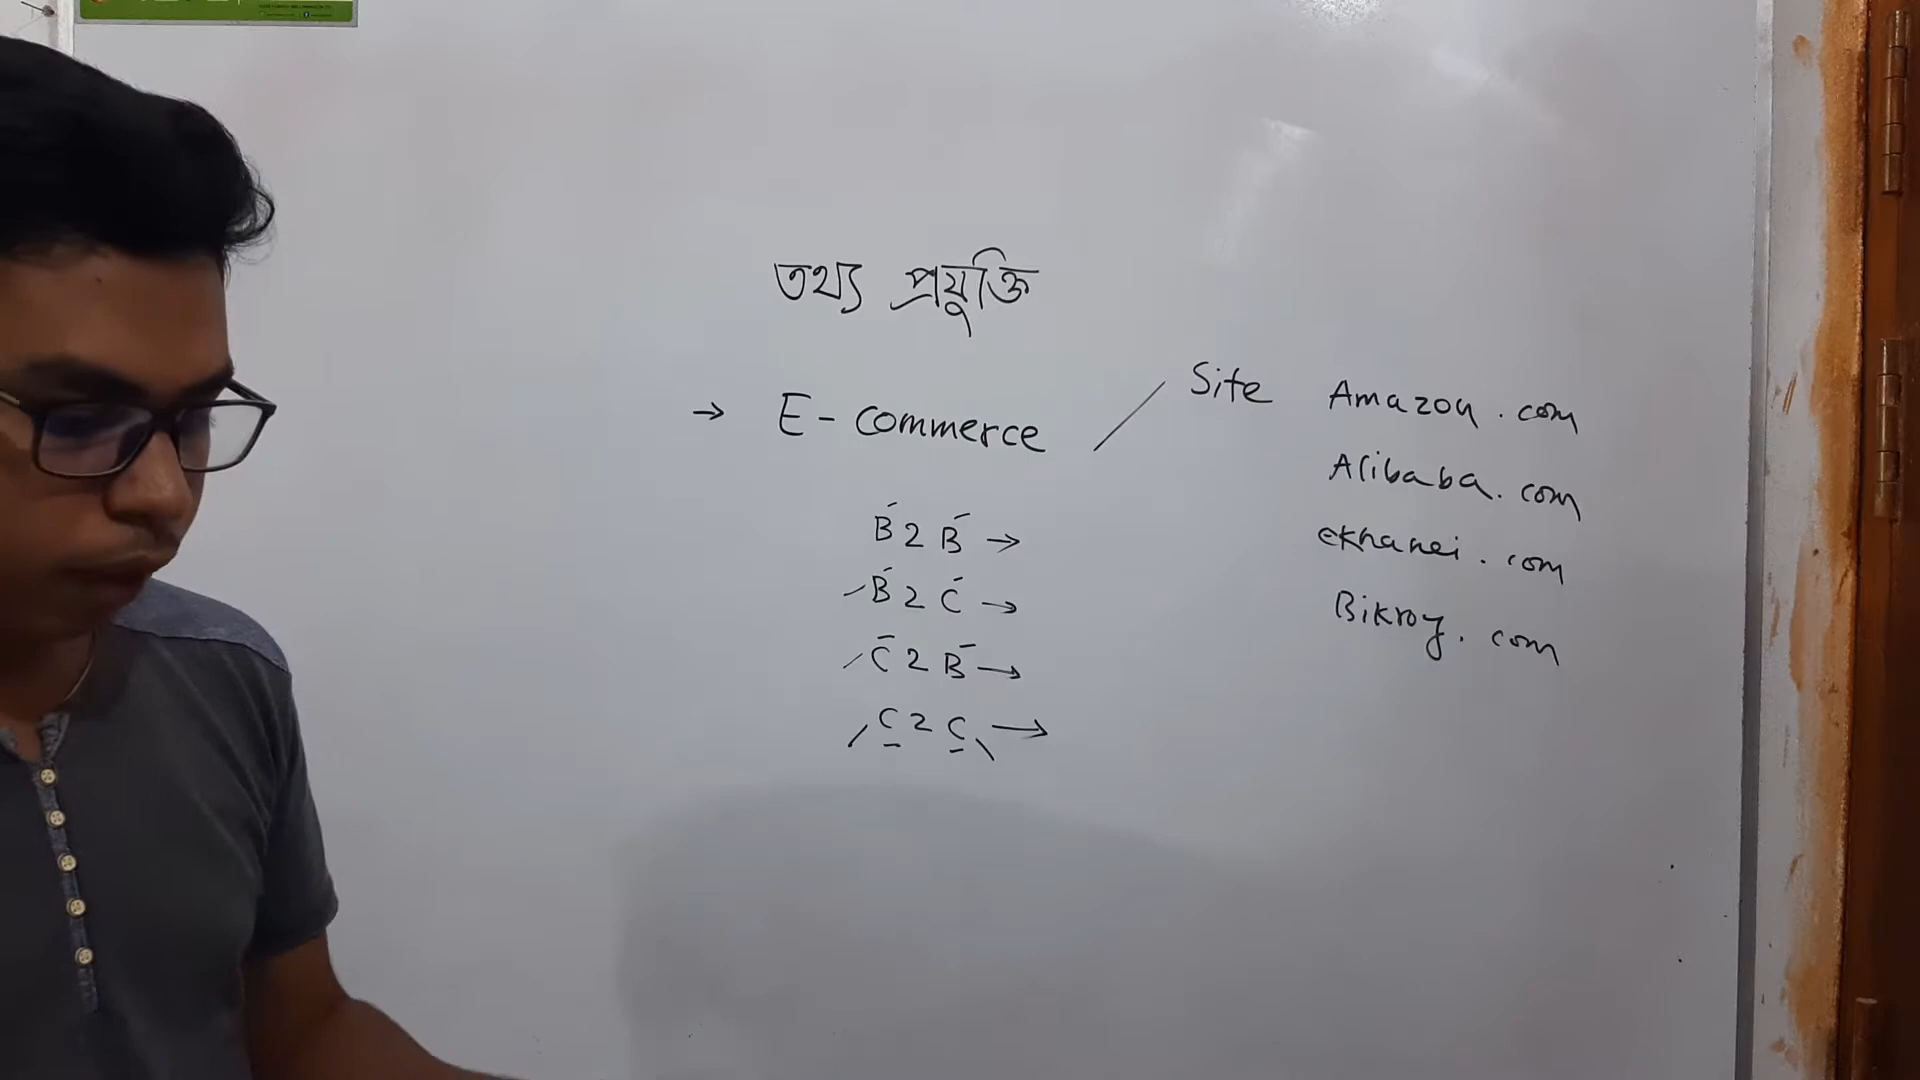 তথ্য প্রযুক্তি
→ E-commerce / Site Amazon.com
Alibaba.com
ekhanei.com
Bikroy.com
B2B →
B2C →
C2B →
C2C →